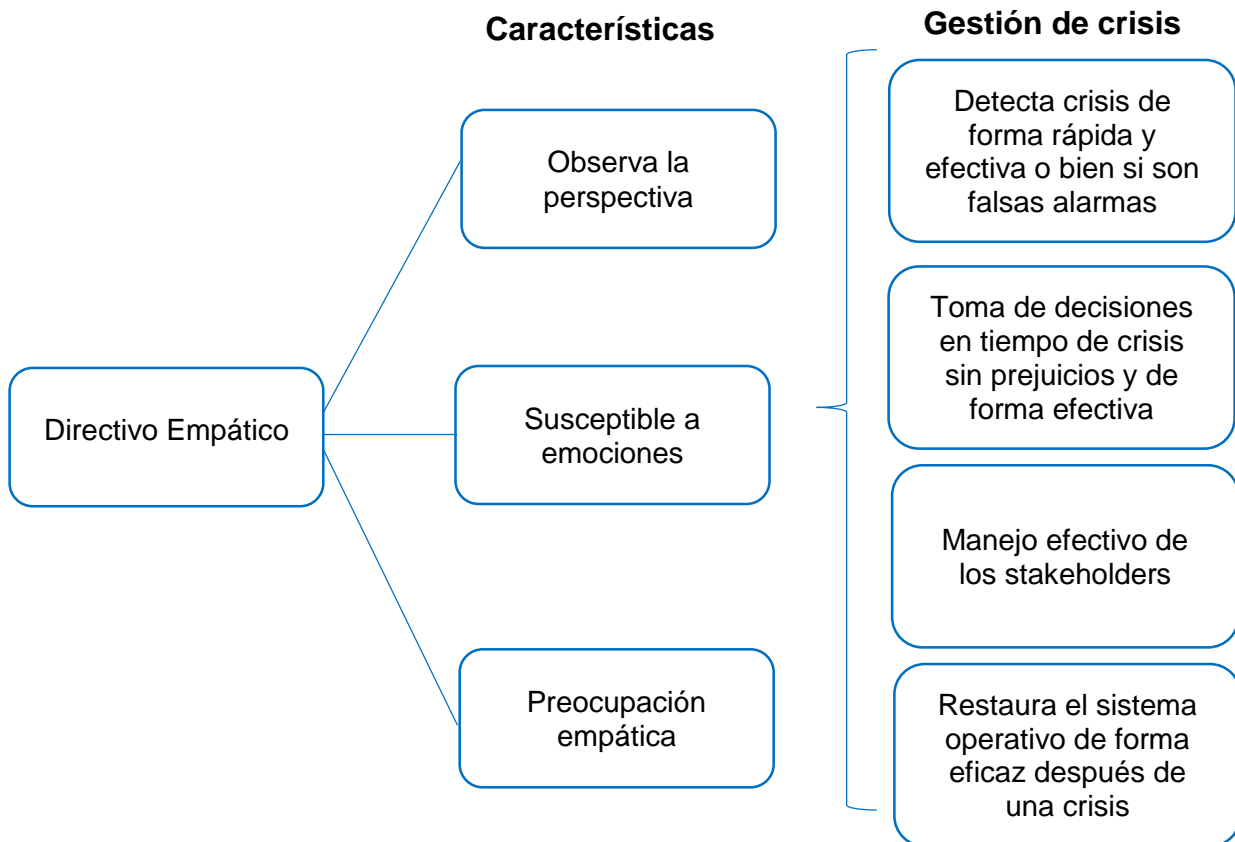 Características
Gestión de crisis
Directivo Empático
Observa la
perspectiva
Susceptible a
emociones
Preocupación
empática
Detecta crisis de
forma rápida y
efectiva o bien si son
falsas alarmas
Toma de decisiones
en tiempo de crisis
sin prejuicios y de
forma efectiva
Manejo efectivo de
los stakeholders
Restaura el sistema
operativo de forma
eficaz después de
una crisis